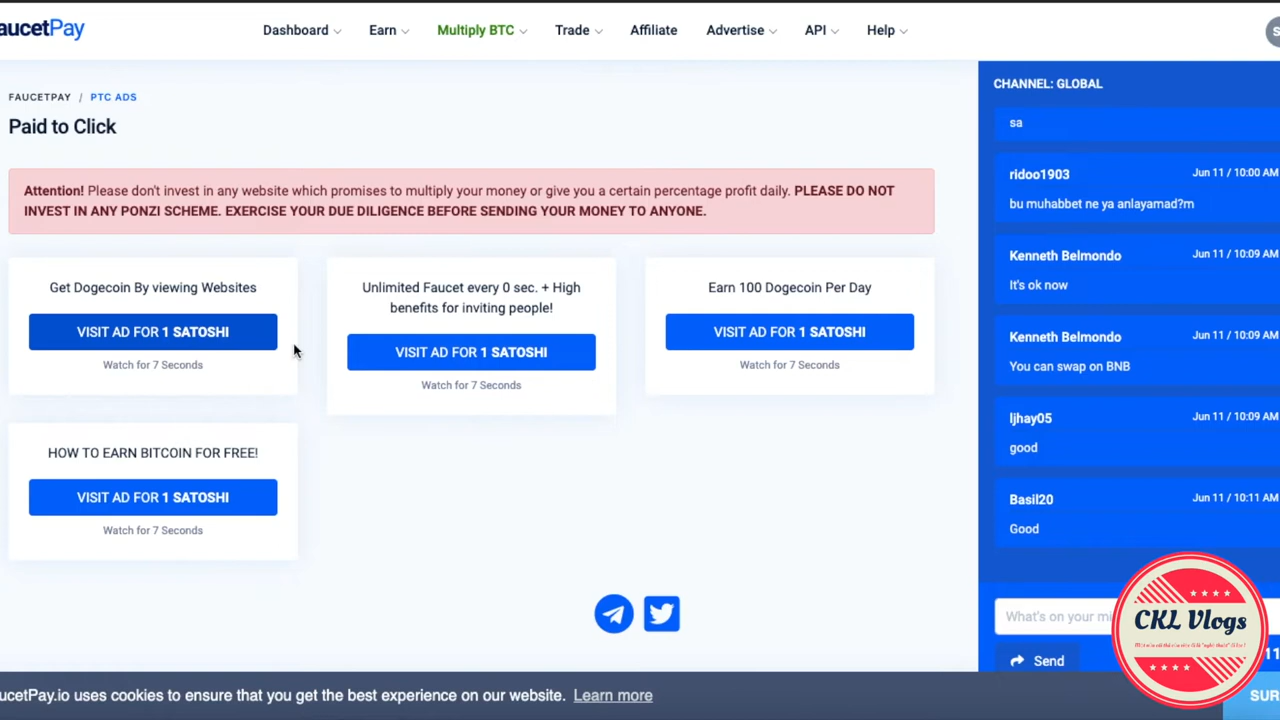 aucetPay
Dashboard
Earn
Multiply BTC
Trade
Affiliate
Advertise
API
Help
S
FAUCETPAY / PTC ADS
Paid to Click
Attention! Please don't invest in any website which promises to multiply your money or give you a certain percentage profit daily. PLEASE DO NOT
INVEST IN ANY PONZI SCHEME. EXERCISE YOUR DUE DILIGENCE BEFORE SENDING YOUR MONEY TO ANYONE.
Get Dogecoin By viewing Websites
VISIT AD FOR 1 SATOSHI
Watch for 7 Seconds
Unlimited Faucet every 0 sec. + High
benefits for inviting people!
VISIT AD FOR 1 SATOSHI
Watch for 7 Seconds
Earn 100 Dogecoin Per Day
VISIT AD FOR 1 SATOSHI
Watch for 7 Seconds
HOW TO EARN BITCOIN FOR FREE!
VISIT AD FOR 1 SATOSHI
Watch for 7 Seconds
CHANNEL: GLOBAL
sa
ridoo1903 Jun 11 / 10:00 AM
bu muhabbet ne ya anlayamad?m
Kenneth Belmondo Jun 11 / 10:09 AM
It's ok now
Kenneth Belmondo Jun 11 / 10:09 AM
You can swap on BNB
ljhay05 Jun 11 / 10:09 AM
good
Basil20 Jun 11 / 10:11 AM
Good
What's on your mi
Send
CKL Vlogs
11
ucetPay.io uses cookies to ensure that you get the best experience on our website. Learn more
SUR